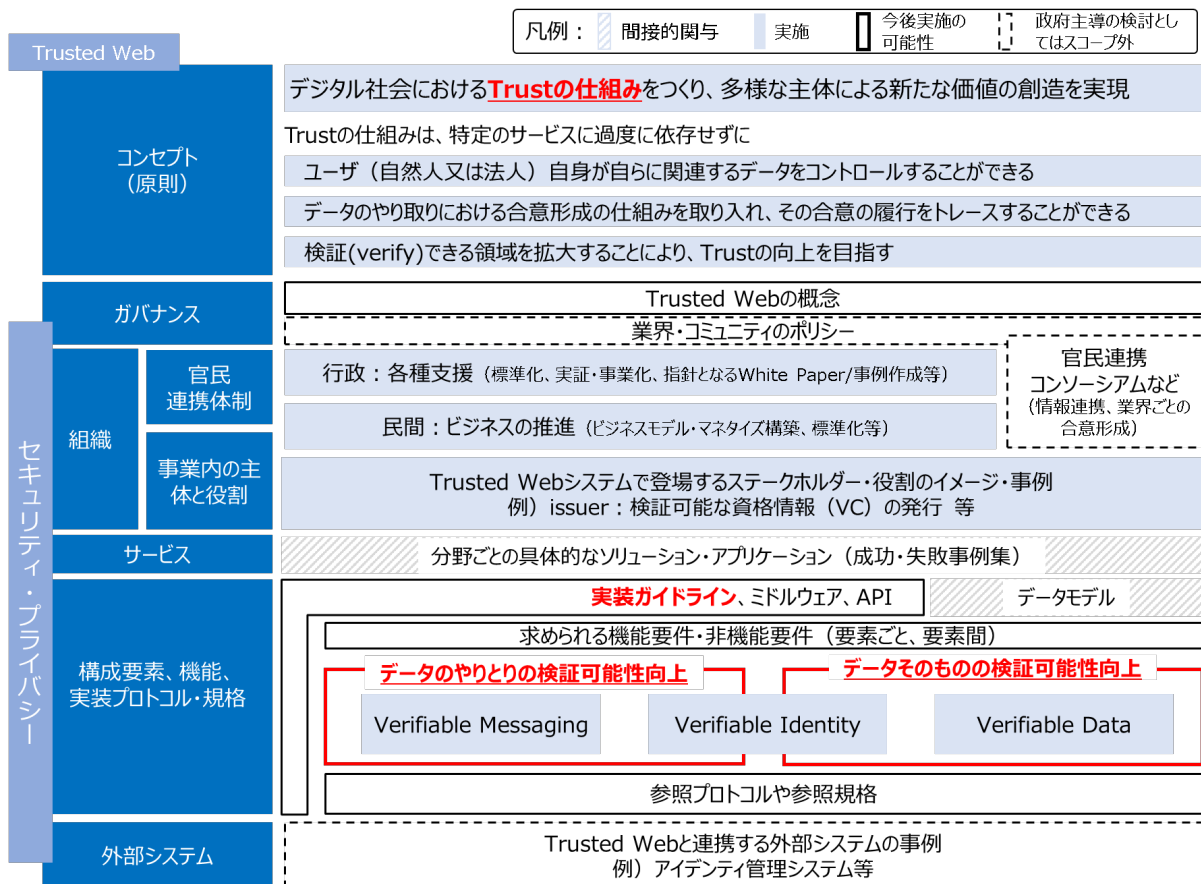 凡例： 間接的関与 実施 今後実施の可能性 政府主導の検討としてはスコープ外
Trusted Web
コンセプト
（原則）
デジタル社会におけるTrustの仕組みをつくり、多様な主体による新たな価値の創造を実現
Trustの仕組みは、特定のサービスに過度に依存せずに
ユーザ（自然人又は法人）自身が自らに関連するデータをコントロールすることができる
データのやり取りにおける合意形成の仕組みを取り入れ、その合意の履行をトレースすることができる
検証(verify)できる領域を拡大することにより、Trustの向上を目指す
セキュリティ・プライバシー
ガバナンス
Trusted Webの概念
業界・コミュニティのポリシー
組織
官民
連携体制
行政：各種支援（標準化、実証・事業化、指針となるWhite Paper/事例作成等）
民間：ビジネスの推進（ビジネスモデル・マネタイズ構築、標準化等）
官民連携
コンソーシアムなど
（情報連携、業界ごとの
合意形成）
事業内の主
体と役割
Trusted Webシステムで登場するステークホルダー・役割のイメージ・事例
例）issuer：検証可能な資格情報（VC）の発行 等
サービス
分野ごとの具体的なソリューション・アプリケーション（成功・失敗事例集）
構成要素、機能、
実装プロトコル・規格
実装ガイドライン、ミドルウェア、API
データモデル
求められる機能要件・非機能要件（要素ごと、要素間）
データのやりとりの検証可能性向上
データそのものの検証可能性向上
Verifiable Messaging
Verifiable Identity
Verifiable Data
参照プロトコルや参照規格
外部システム
Trusted Webと連携する外部システムの事例
例）アイデンティ管理システム等